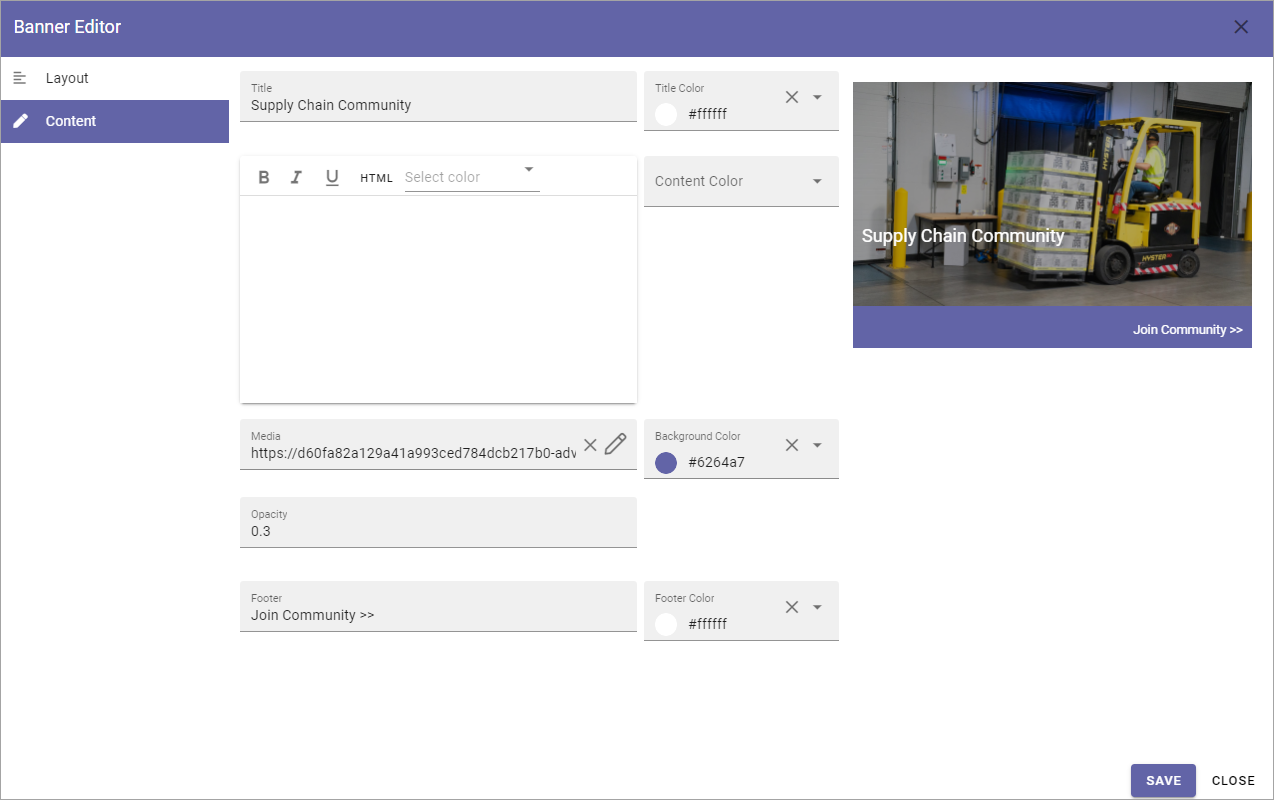 Banner Editor
Layout
Content
Title
Supply Chain Community
Title Color
#ffffff
B I U HTML Select color
Content Color
Media
https://d60fa82a129a41a993ced784dcb217b0-adv
Background Color
#6264a7
Opacity
0.3
Footer
Join Community >>
Footer Color
#ffffff
HYSTER
HYSTER
Supply Chain Community
Join Community >>
SAVE CLOSE